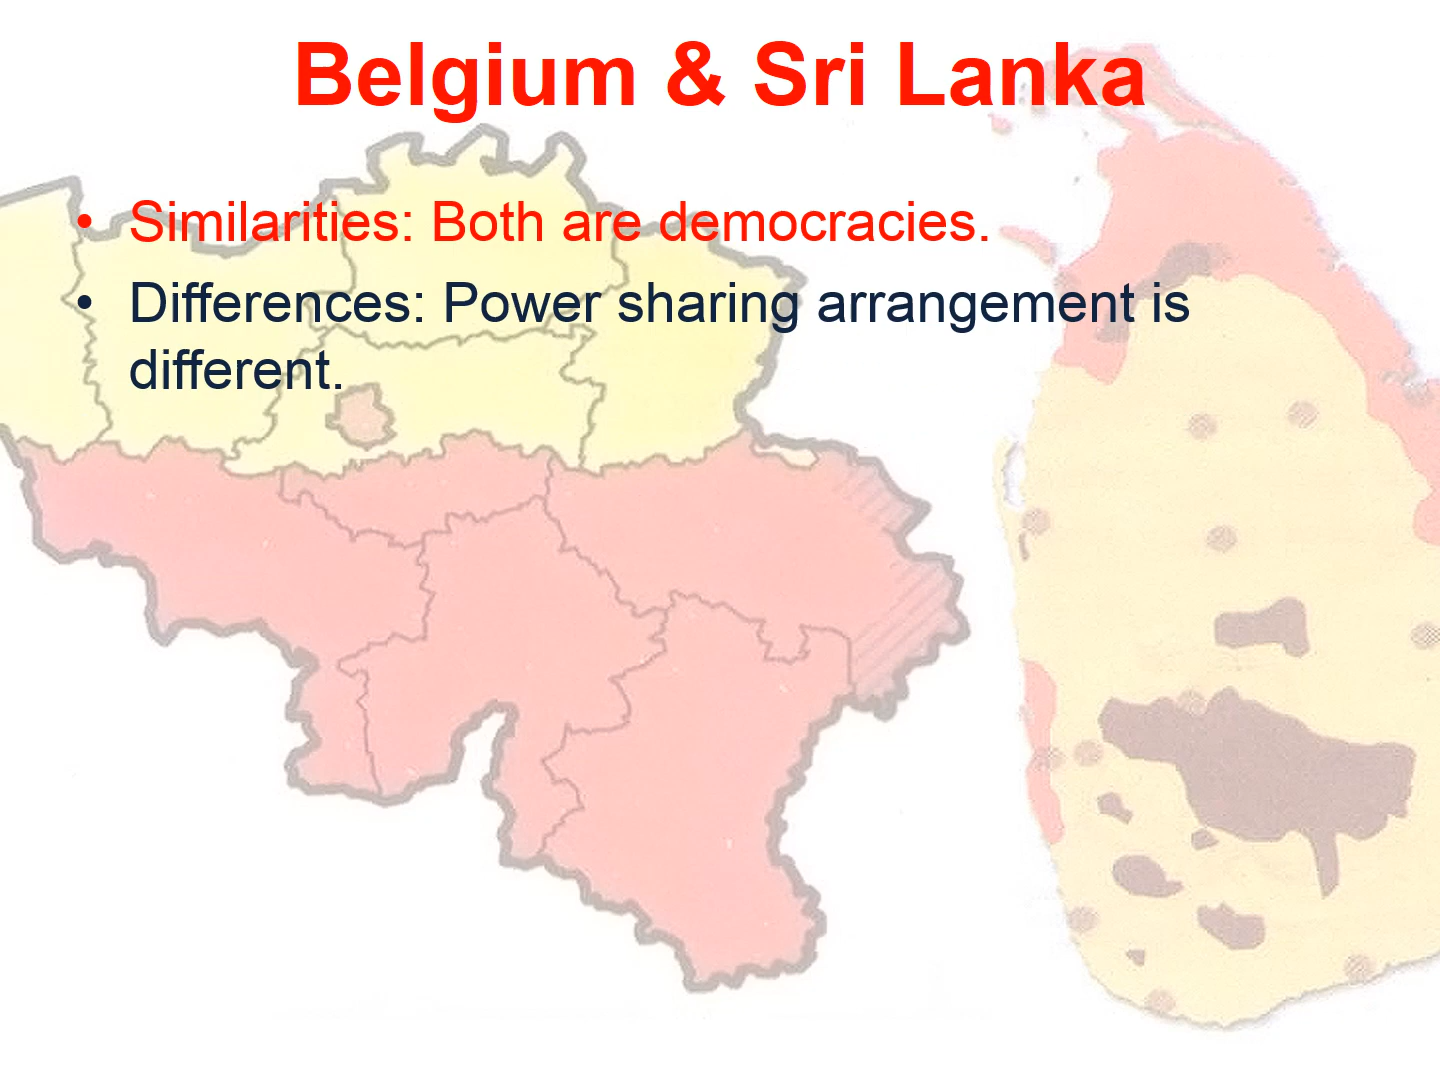 Belgium & Sri Lanka
• Similarities: Both are democracies.
• Differences: Power sharing arrangement is
different.